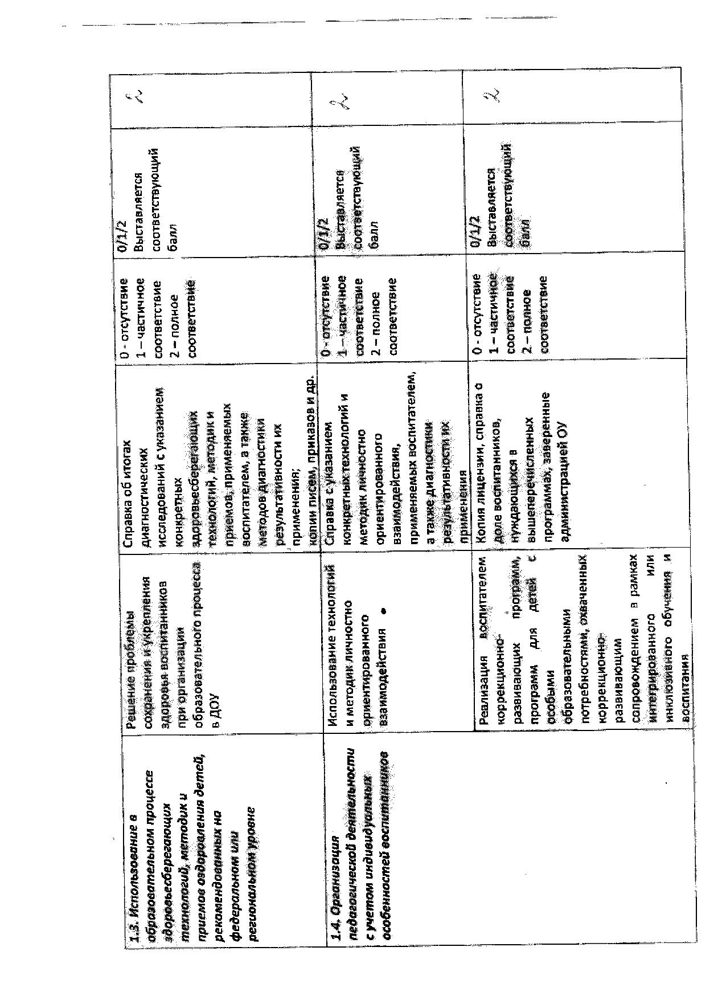 1.3. Использование в
образовательном процессе
здоровьесберегающих
технологий, методик и
приемов оздоровления детей,
рекомендованных на
федеральном или
региональном уровне
Решение проблемы
сохранения и укрепления
здоровья воспитанников
при организации
образовательного процесса
в ДОУ
Справка об итогах
диагностических
исследований с указанием
конкретных
здоровьесберегающих
технологий, методик и
приемов, применяемых
воспитателем, а также
методов диагностики
результативности их
применения;
копии писем, приказов и др.
0 - отсутствие
1 – частичное
соответствие
2 – полное
соответствие
0/1/2
Выставляется
соответствующий
балл
2
1.4. Организация
педагогической деятельности
с учетом индивидуальных
особенностей воспитанников
Использование технологий
и методик личностно
ориентированного
взаимодействия
Справка с указанием
конкретных технологий и
методик личностно
ориентированного
взаимодействия,
применяемых воспитателем,
а также диагностики
результативности их
применения
0 - отсутствие
1 – частичное
соответствие
2 – полное
соответствие
0/1/2
Выставляется
соответствующий
балл
2
Реализация воспитателем
коррекционно-
развивающих программ,
программ для детей с
особыми
образовательными
потребностями, охваченных
коррекционно-
развивающим
сопровождением в рамках
интегрированного или
инклюзивного обучения и
воспитания
Копия лицензии, справка о
доле воспитанников,
нуждающихся в
вышеперечисленных
программах, заверенные
администрацией ОУ
0 - отсутствие
1 – частичное
соответствие
2 – полное
соответствие
0/1/2
Выставляется
соответствующий
балл
2